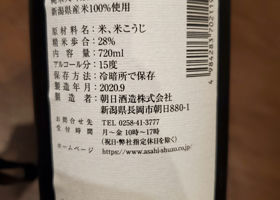 新潟県産米100%使用
原材料名：米、米こうじ
精米歩合：28%
内容量：720ml
アルコール分：15度
保存方法：冷暗所で保存
製造年月：2020.9
製造者：朝日酒造株式会社
新潟県長岡市朝日880-1
お問合せ先 TEL 0258-41-3777
受付時間 月～金 10時～17時
(祝日・弊社指定休日を除く)
ホームページ https://www.asahi-shuzo.co.jp/